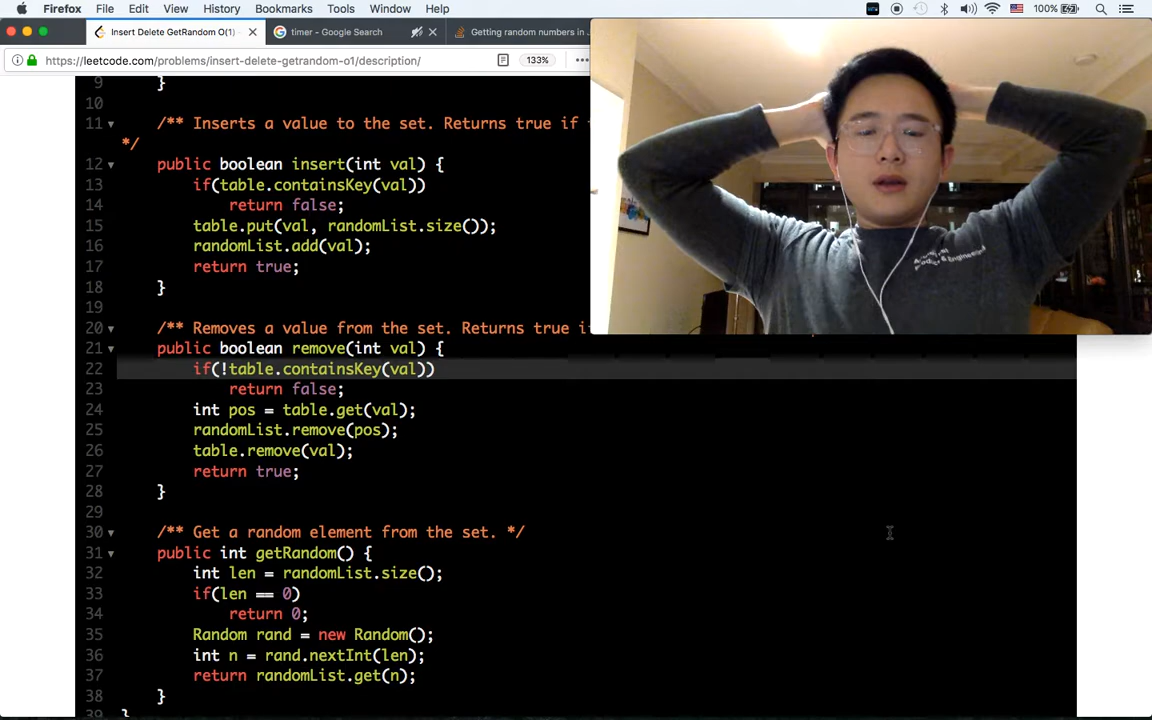 Firefox File Edit View History Bookmarks Tools Window Help 100%
Insert Delete GetRandom O(1) timer - Google Search Getting random numbers in
https://leetcode.com/problems/insert-delete-getrandom-o1/description/ 133%
9 }
10
11 /** Inserts a value to the set. Returns true if
*/
12 public boolean insert(int val) {
13 if(table.containsKey(val))
14 return false;
15 table.put(val, randomList.size());
16 randomList.add(val);
17 return true;
18 }
19
20 /** Removes a value from the set. Returns true
21 public boolean remove(int val) {
22 if(!table.containsKey(val))
23 return false;
24 int pos = table.get(val);
25 randomList.remove(pos);
26 table.remove(val);
27 return true;
28 }
29
30 /** Get a random element from the set. */
31 public int getRandom() {
32 int len = randomList.size();
33 if(len == 0)
34 return 0;
35 Random rand = new Random();
36 int n = rand.nextInt(len);
37 return randomList.get(n);
38 }
39 }